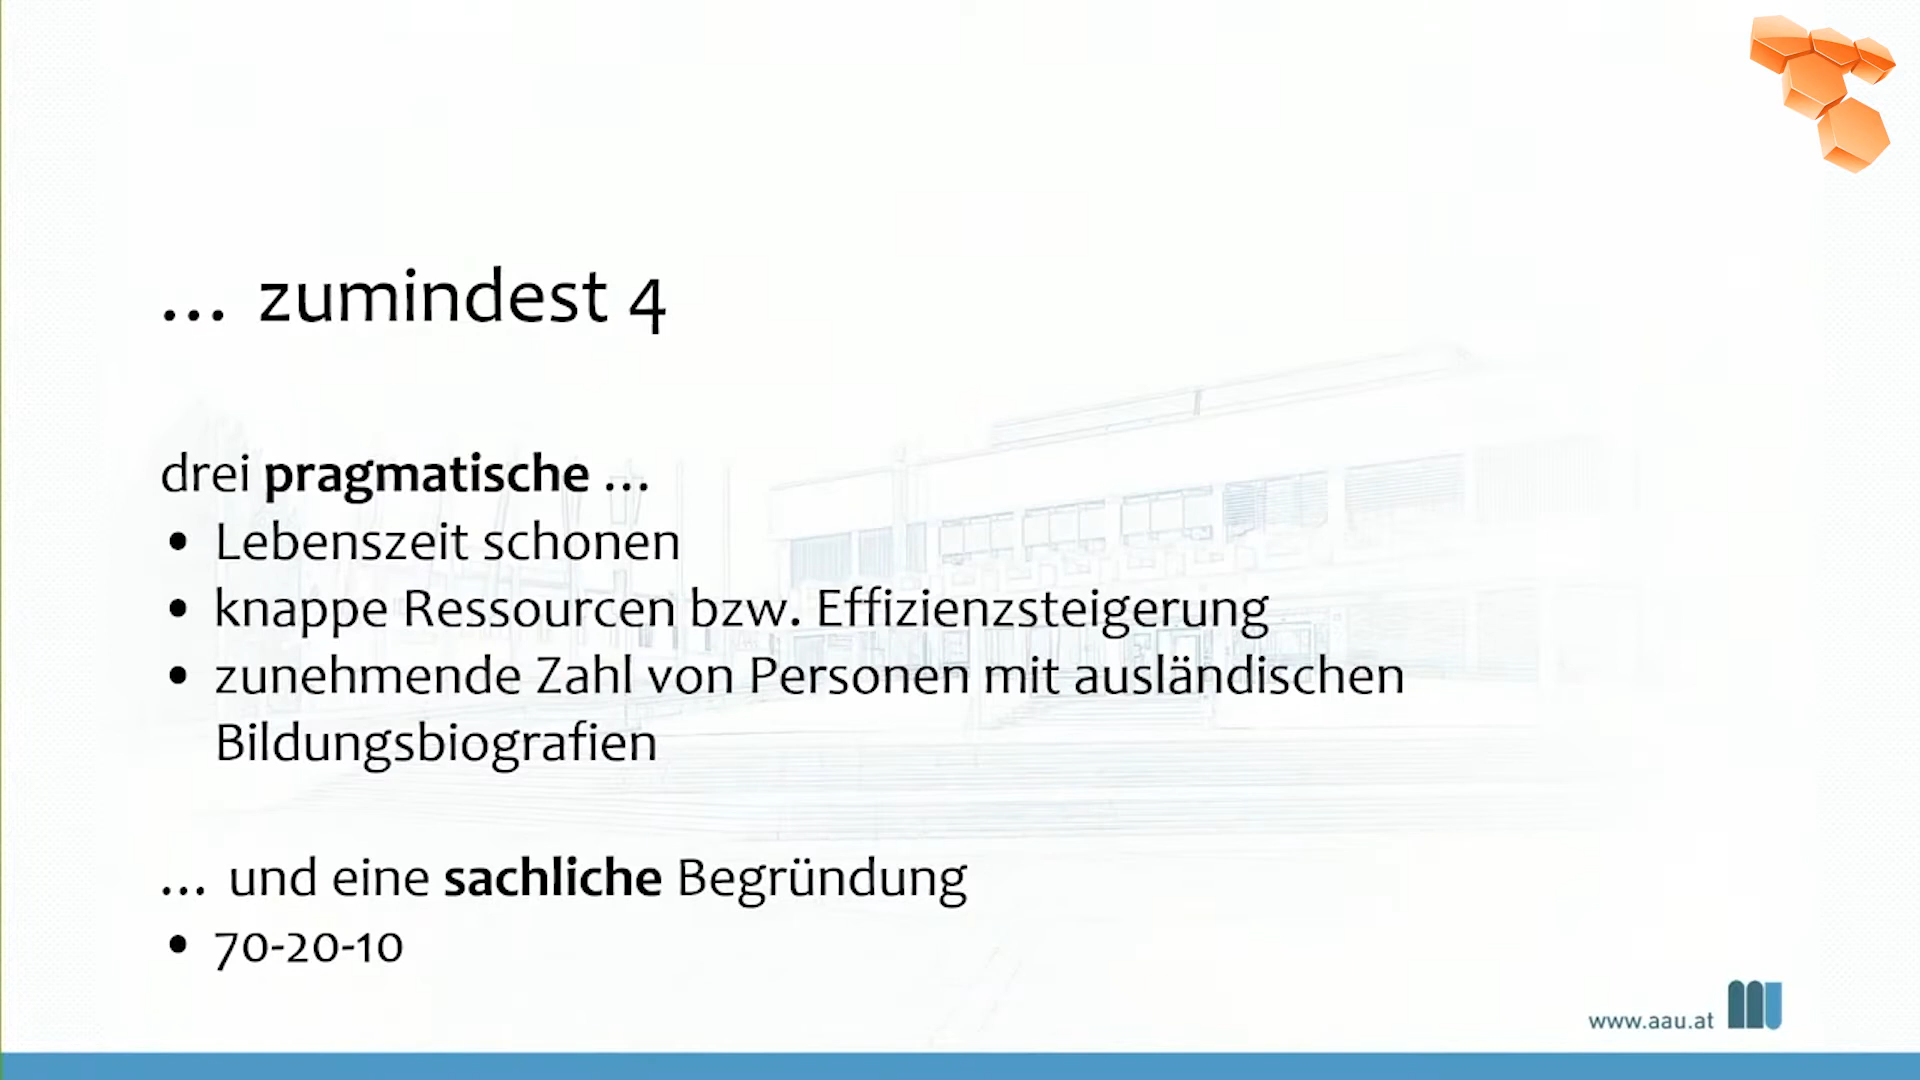 ... zumindest 4
drei pragmatische ...
• Lebenszeit schonen
• knappe Ressourcen bzw. Effizienzsteigerung
• zunehmende Zahl von Personen mit ausländischen
Bildungsbiografien
... und eine sachliche Begründung
• 70-20-10
www.aau.at